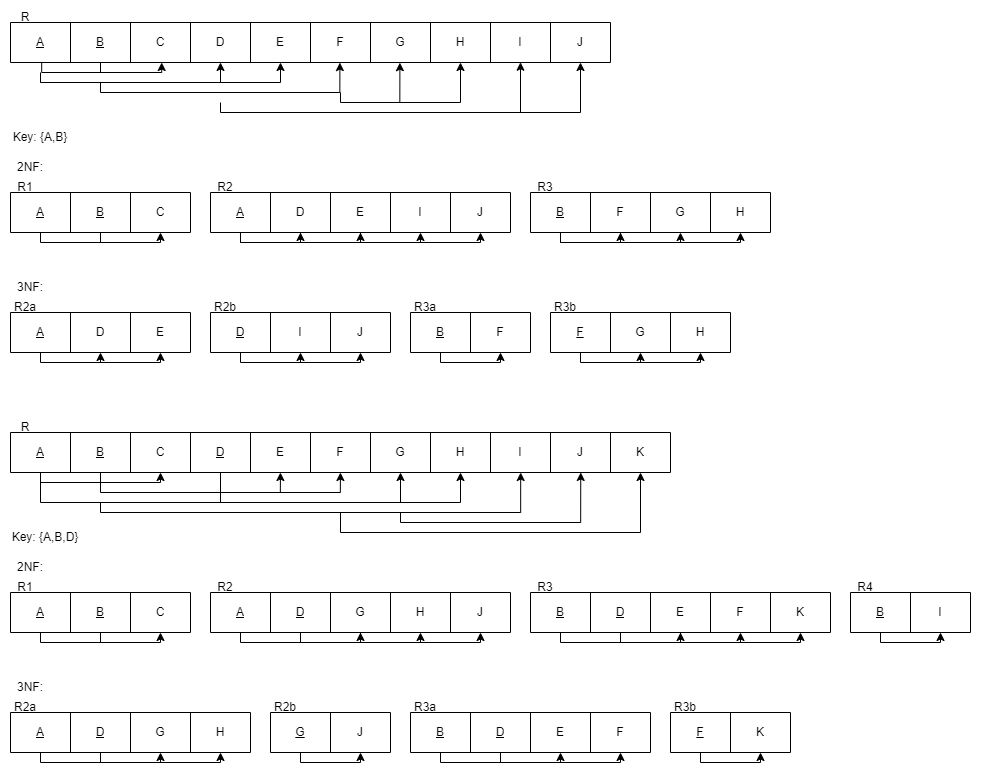 R
A B C D E F G H I J
Key: {A,B}
2NF:
R1 R2 R3
A B C A D E I J B F G H
3NF:
R2a R2b R3a R3b
A D E D I J B F F G H
R
A B C D E F G H I J K
Key: {A,B,D}
2NF:
R1 R2 R3 R4
A B C A D G H J B D E F K B I
3NF:
R2a R2b R3a R3b
A D G H G J B D E F F K